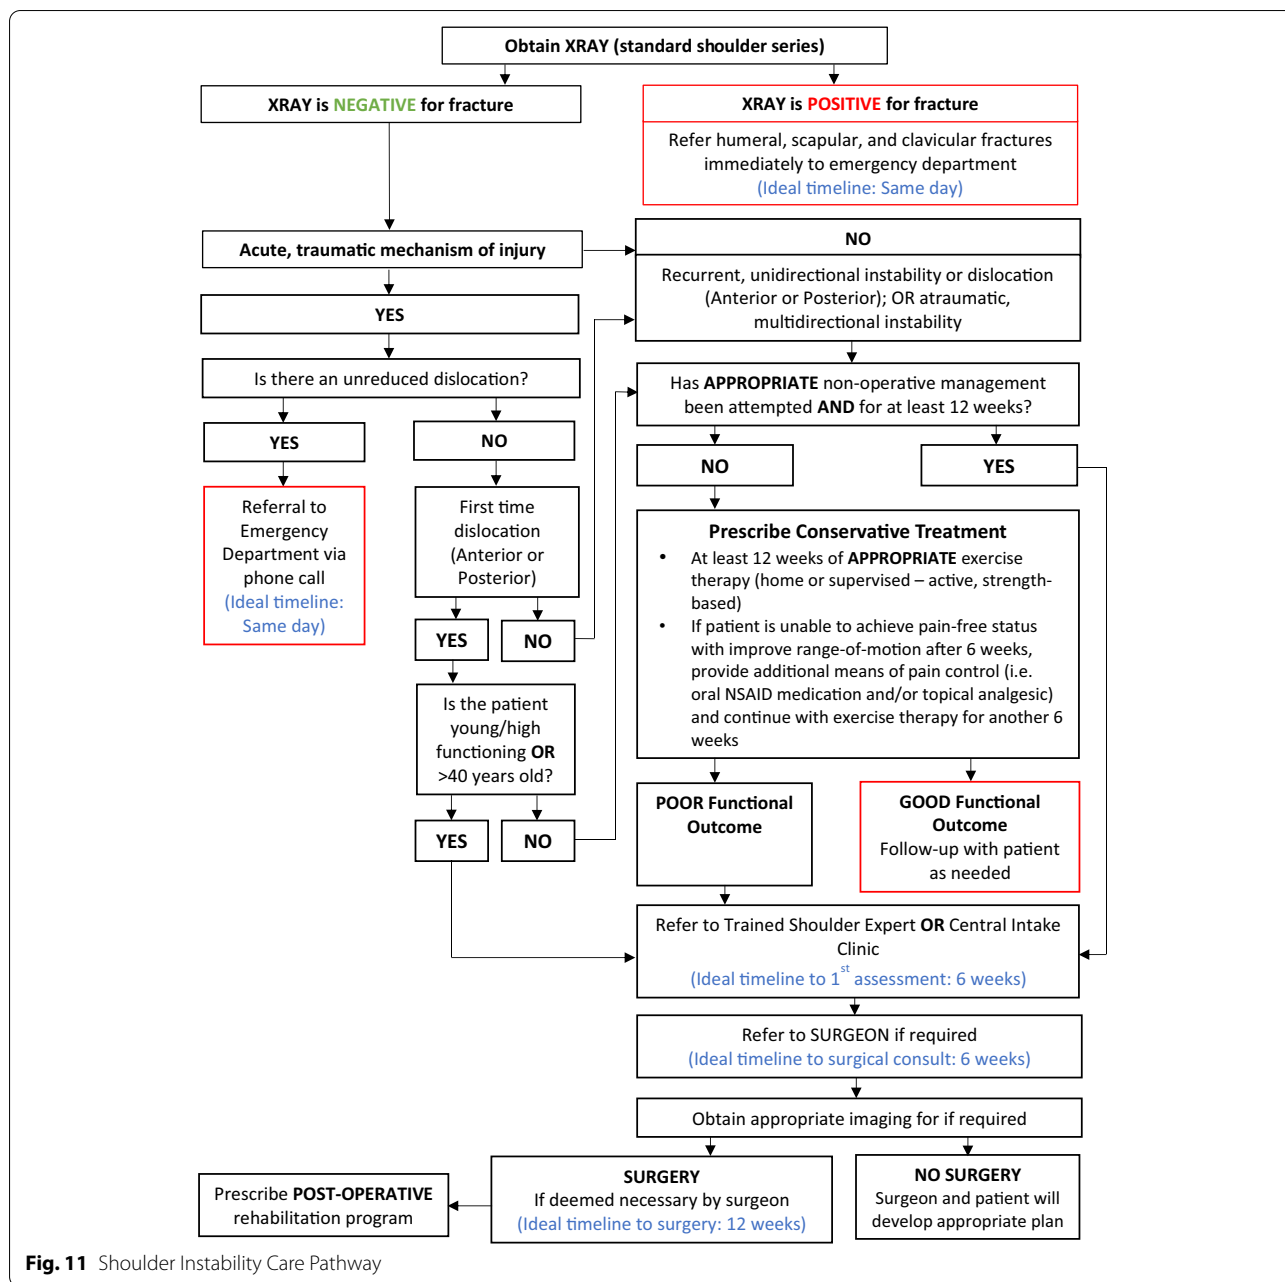 Obtain XRAY (standard shoulder series)
XRAY is NEGATIVE for fracture
XRAY is POSITIVE for fracture
Refer humeral, scapular, and clavicular fractures
immediately to emergency department
(Ideal timeline: Same day)
Acute, traumatic mechanism of injury
NO
Recurrent, unidirectional instability or dislocation
(Anterior or Posterior); OR atraumatic,
multidirectional instability
YES
Is there an unreduced dislocation?
Has APPROPRIATE non-operative management
been attempted AND for at least 12 weeks?
YES
NO
NO
YES
Referral to
Emergency
Department via
phone call
(Ideal timeline:
Same day)
First time
dislocation
(Anterior or
Posterior)
YES
NO
Prescribe Conservative Treatment
• At least 12 weeks of APPROPRIATE exercise
therapy (home or supervised – active, strength-
based)
• If patient is unable to achieve pain-free status
with improve range-of-motion after 6 weeks,
provide additional means of pain control (i.e.
oral NSAID medication and/or topical analgesic)
and continue with exercise therapy for another 6
weeks
Is the patient
young/high
functioning OR
>40 years old?
YES
NO
POOR Functional
Outcome
GOOD Functional
Outcome
Follow-up with patient
as needed
Refer to Trained Shoulder Expert OR Central Intake
Clinic
(Ideal timeline to 1st assessment: 6 weeks)
Refer to SURGEON if required
(Ideal timeline to surgical consult: 6 weeks)
Obtain appropriate imaging for if required
SURGERY
If deemed necessary by surgeon
(Ideal timeline to surgery: 12 weeks)
NO SURGERY
Surgeon and patient will
develop appropriate plan
Prescribe POST-OPERATIVE
rehabilitation program
Fig. 11 Shoulder Instability Care Pathway